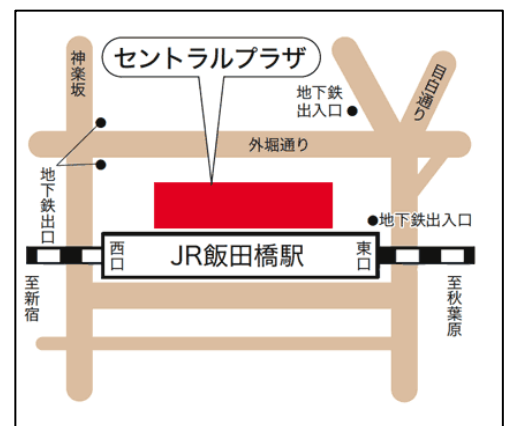 神楽坂
セントラルプラザ
目白通り
地下鉄
出入口
外堀通り
地下鉄出口
地下鉄出入口
西口
JR飯田橋駅
東口
至新宿
至秋葉原